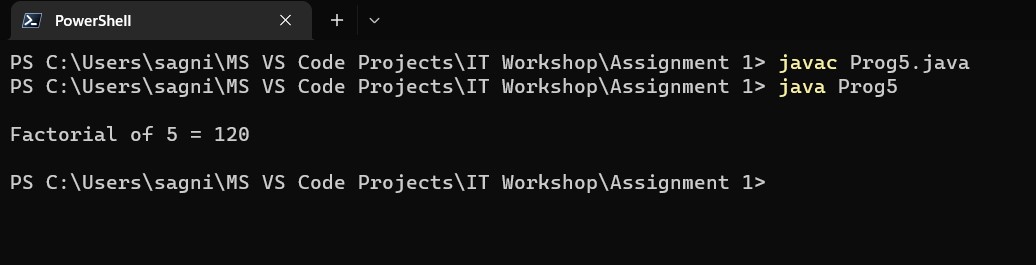 PowerShell
PS C:\Users\sagni\MS VS Code Projects\IT Workshop\Assignment 1> javac Prog5.java
PS C:\Users\sagni\MS VS Code Projects\IT Workshop\Assignment 1> java Prog5
Factorial of 5 = 120
PS C:\Users\sagni\MS VS Code Projects\IT Workshop\Assignment 1>